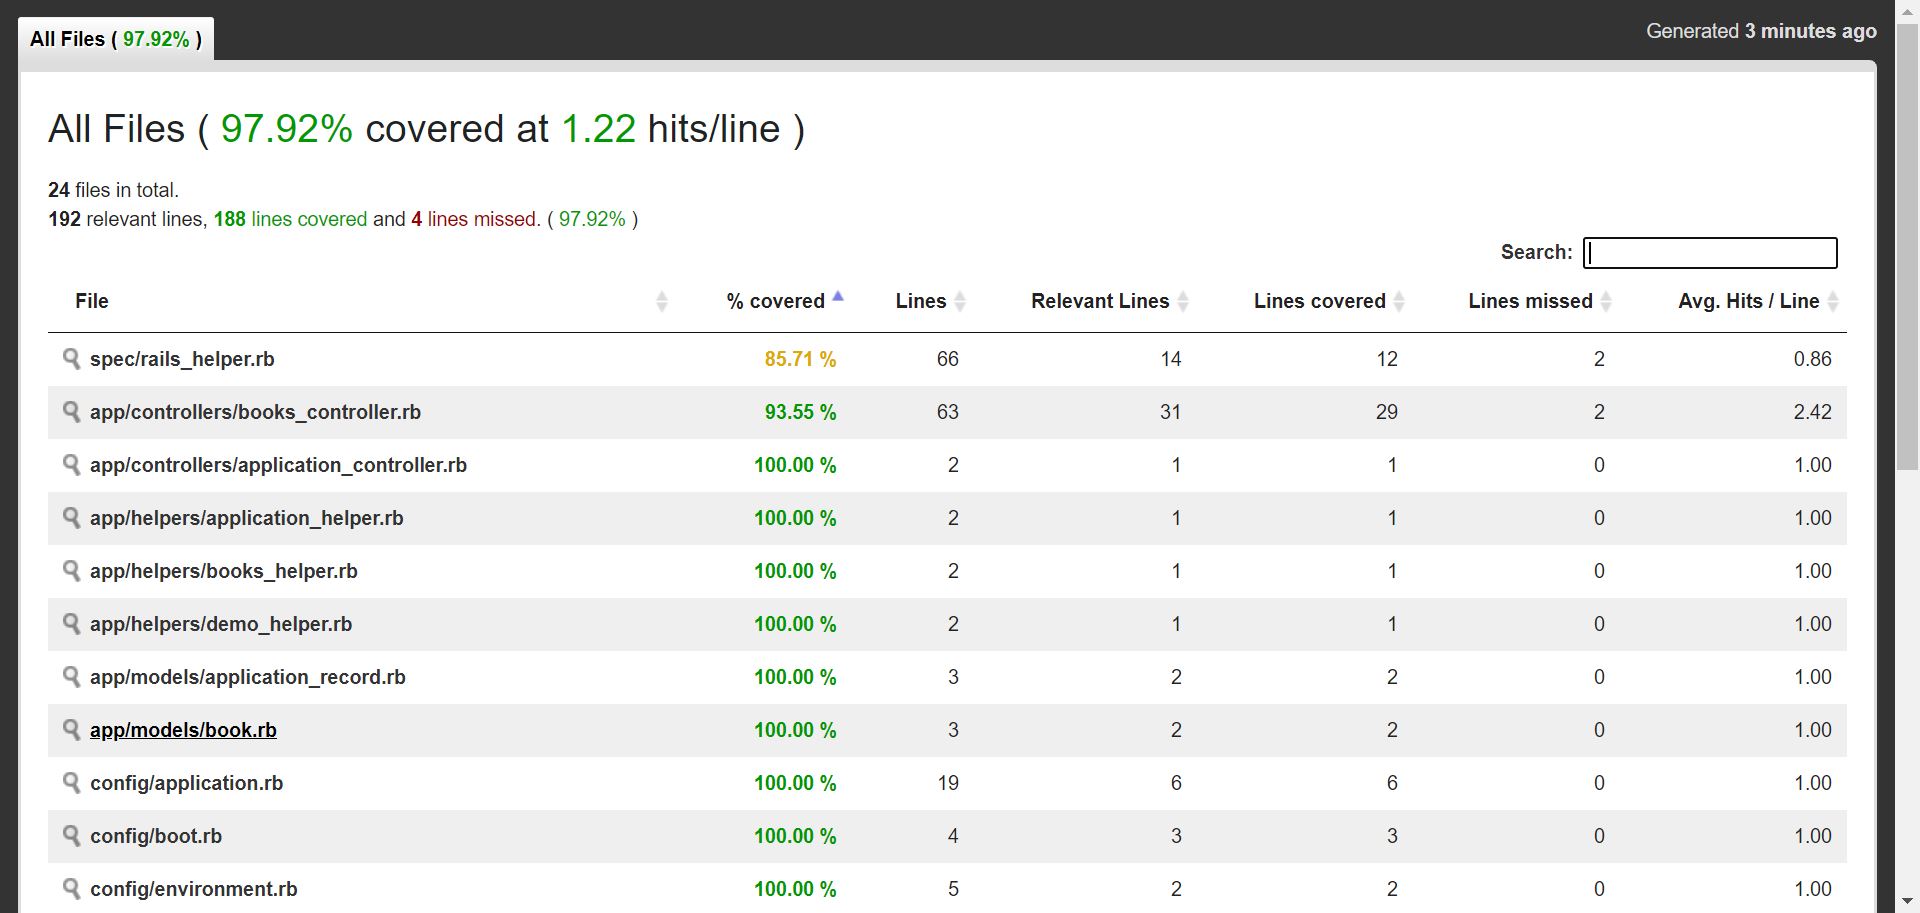 All Files ( 97.92% )
Generated 3 minutes ago
All Files ( 97.92% covered at 1.22 hits/line )
24 files in total.
192 relevant lines, 188 lines covered and 4 lines missed. ( 97.92% )
Search:
File % covered Lines Relevant Lines Lines covered Lines missed Avg. Hits / Line
spec/rails_helper.rb 85.71 % 66 14 12 2 0.86
app/controllers/books_controller.rb 93.55 % 63 31 29 2 2.42
app/controllers/application_controller.rb 100.00 % 2 1 1 0 1.00
app/helpers/application_helper.rb 100.00 % 2 1 1 0 1.00
app/helpers/books_helper.rb 100.00 % 2 1 1 0 1.00
app/helpers/demo_helper.rb 100.00 % 2 1 1 0 1.00
app/models/application_record.rb 100.00 % 3 2 2 0 1.00
app/models/book.rb 100.00 % 3 2 2 0 1.00
config/application.rb 100.00 % 19 6 6 0 1.00
config/boot.rb 100.00 % 4 3 3 0 1.00
config/environment.rb 100.00 % 5 2 2 0 1.00